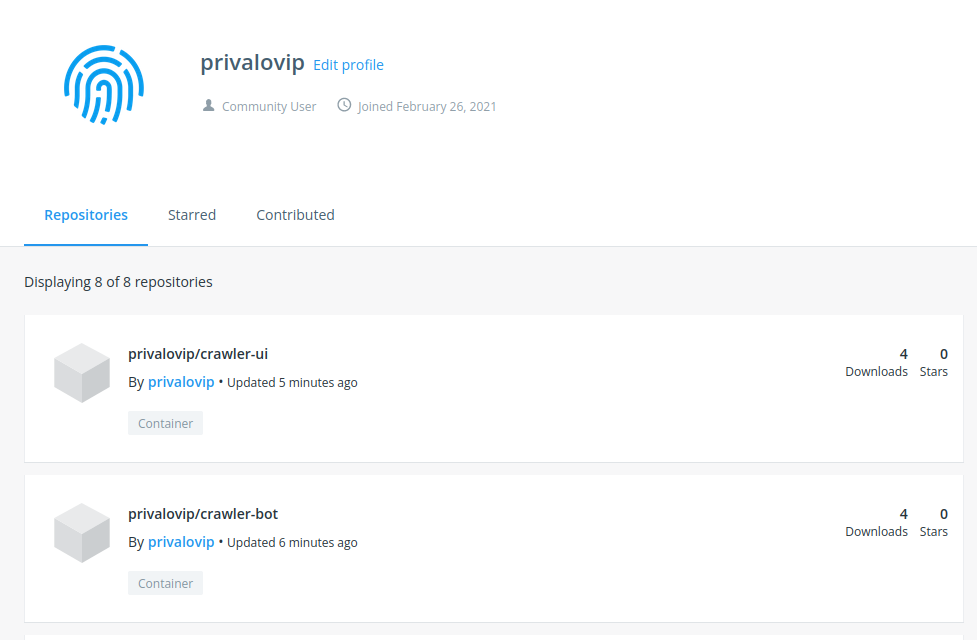 privalovip Edit profile
Community User Joined February 26, 2021
Repositories Starred Contributed
Displaying 8 of 8 repositories
privalovip/crawler-ui 4 0
By privalovip • Updated 5 minutes ago Downloads Stars
Container
privalovip/crawler-bot 4 0
By privalovip • Updated 6 minutes ago Downloads Stars
Container